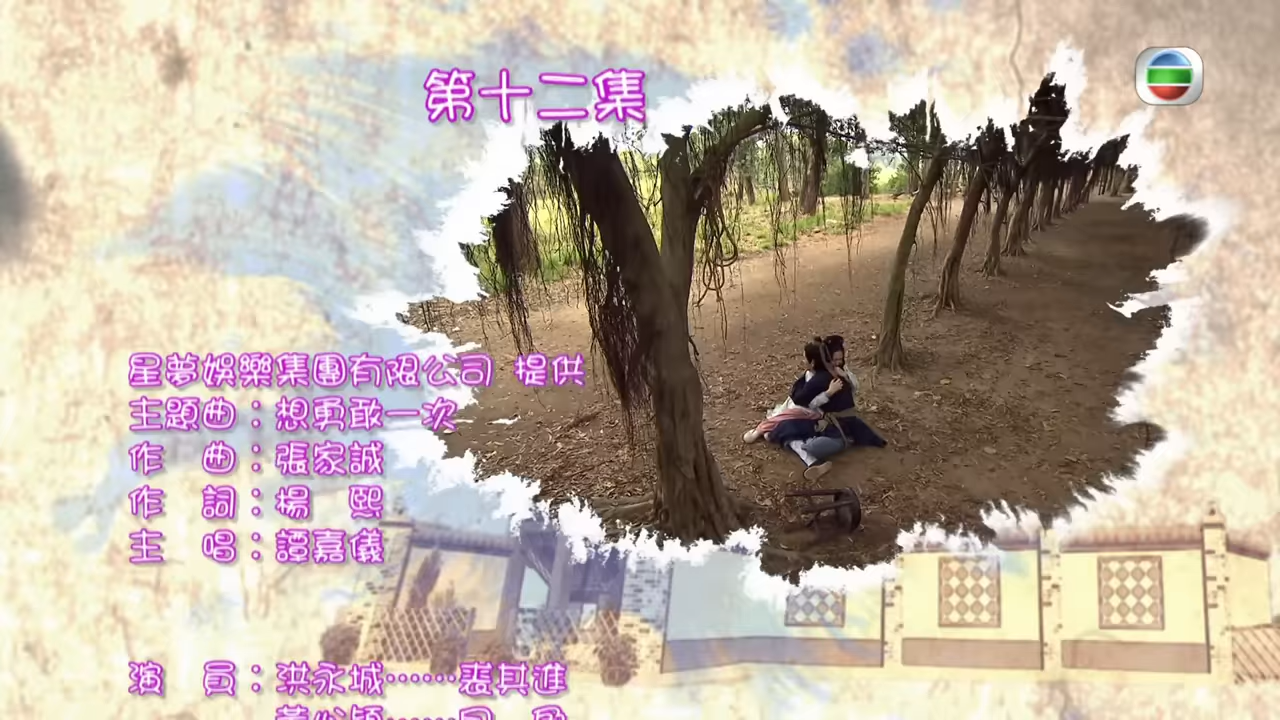 第十二集
星夢娛樂集團有限公司 提供
主題曲：想勇敢一次
作　曲：張家誠
作　詞：楊　熙
主　唱：譚嘉儀
演　員：洪永城……裘其進